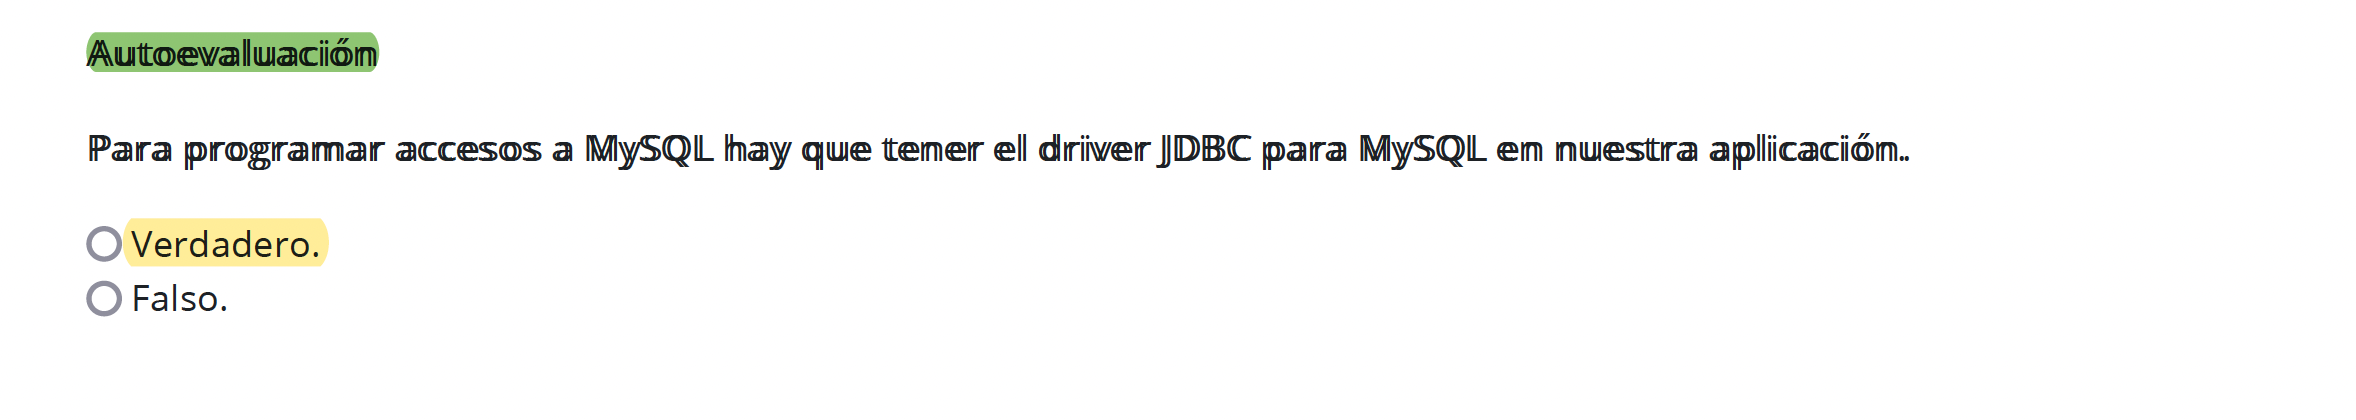 Autoevaluación
Para programar accesos a MySQL hay que tener el driver JDBC para MySQL en nuestra aplicación.
Verdadero.
Falso.